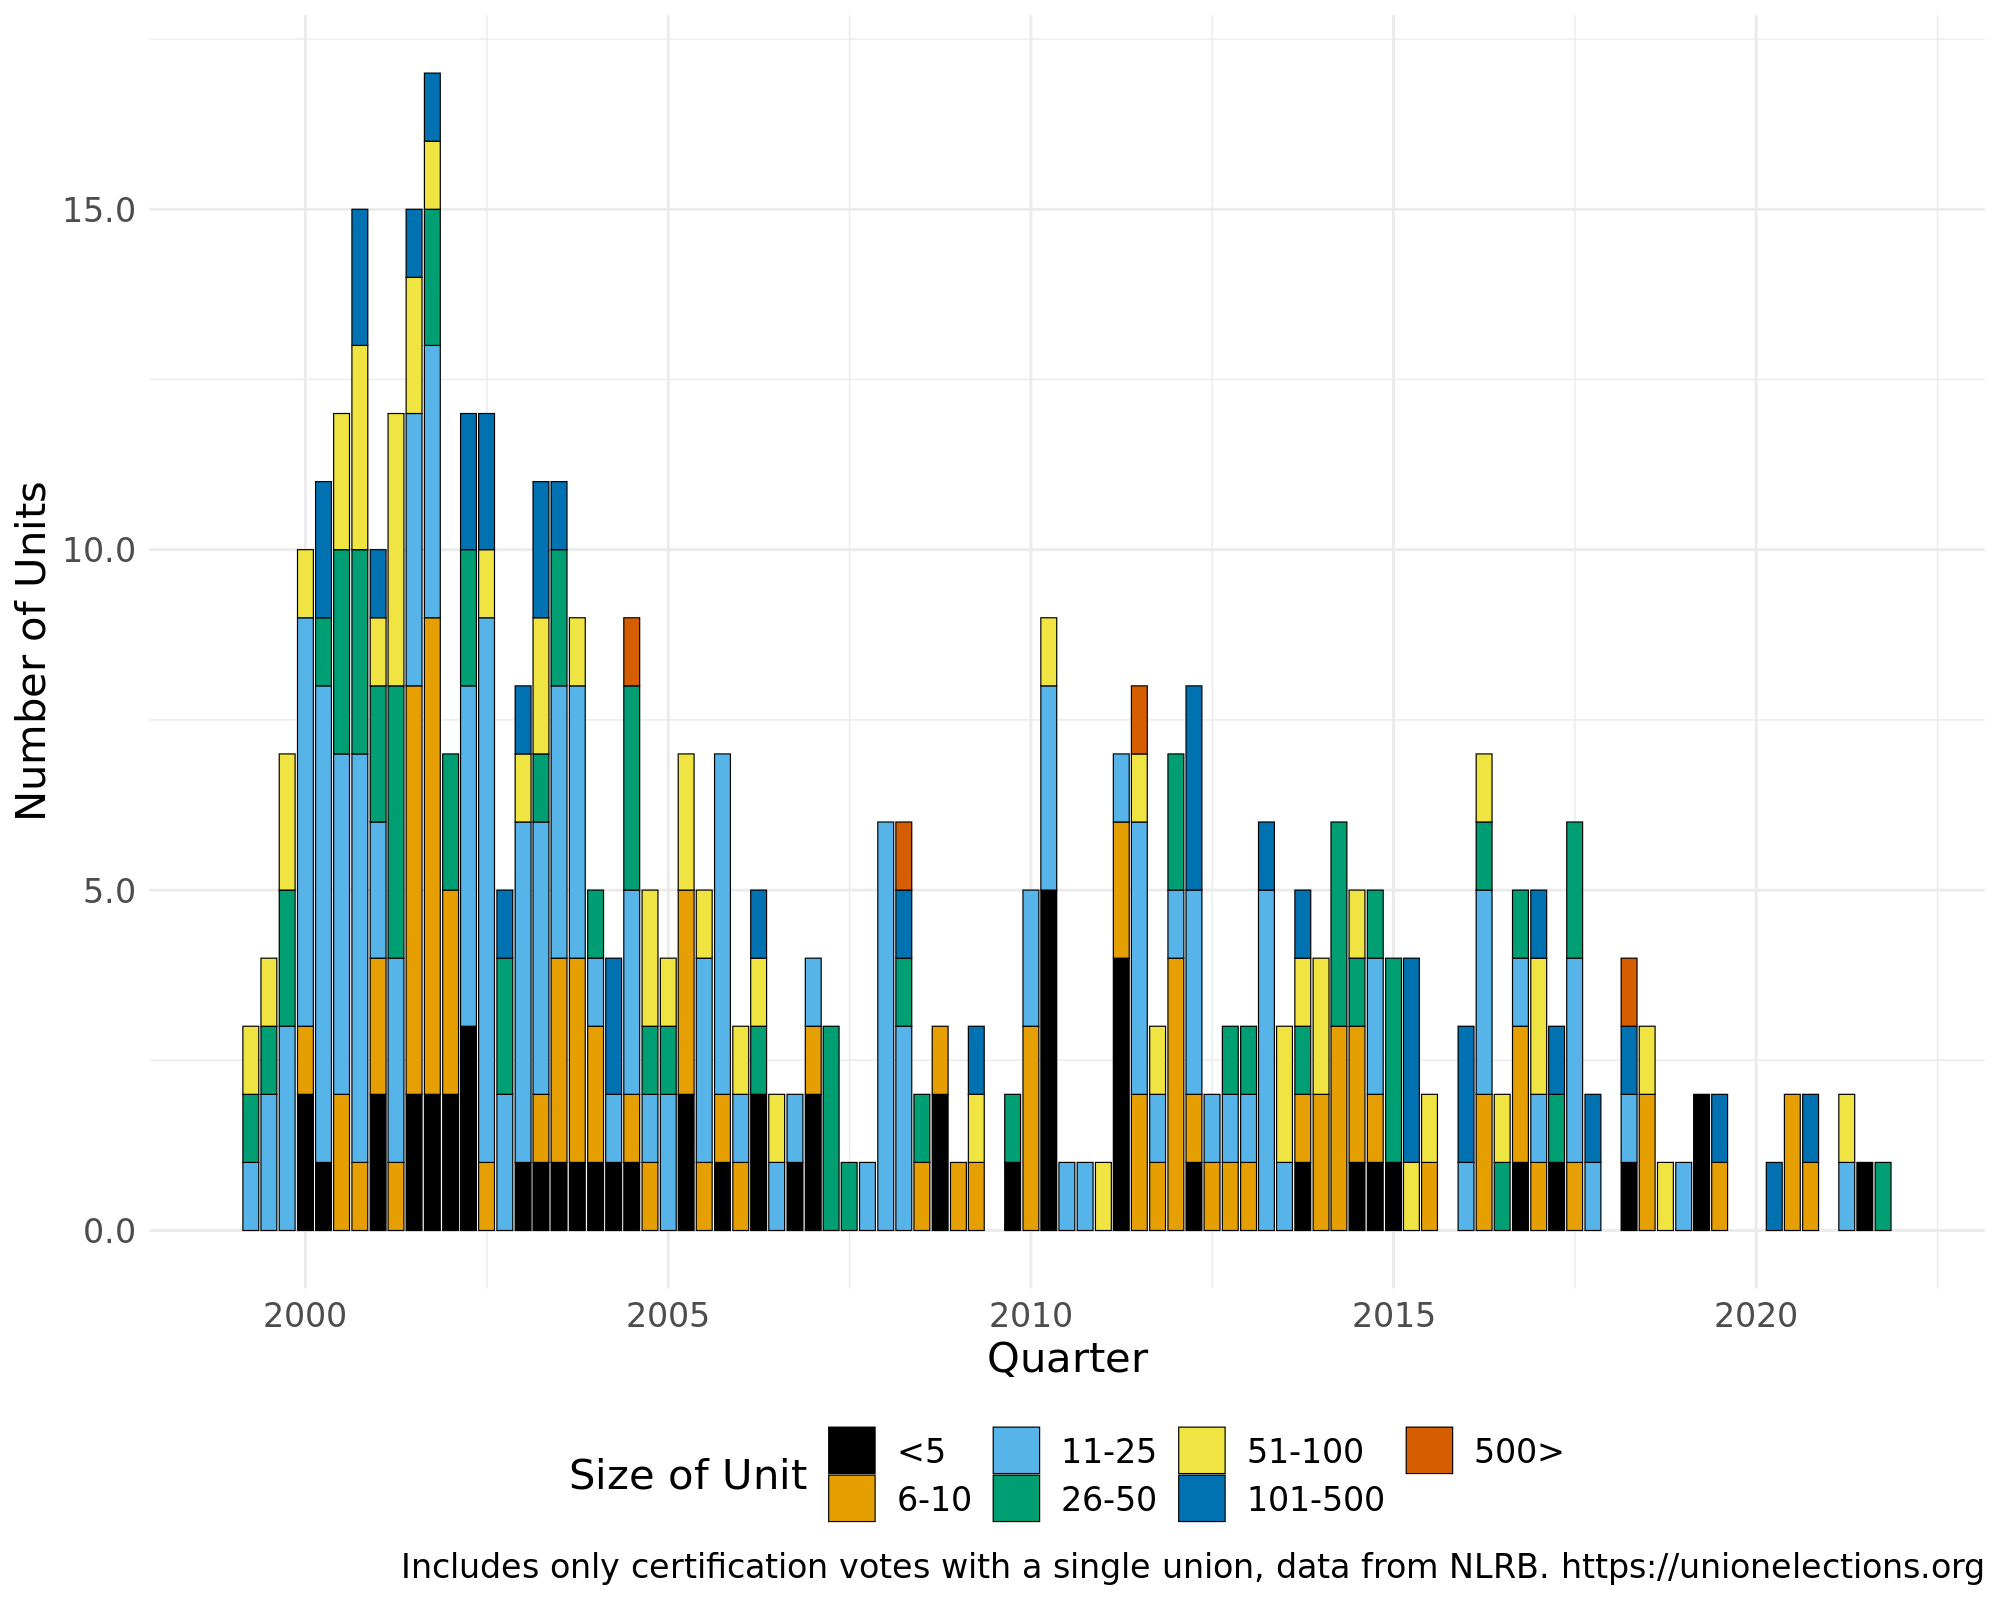 15.0
10.0
5.0
0.0
Number of Units
2000 2005 2010 2015 2020
Quarter
Size of Unit
<5 11-25 51-100 500>
6-10 26-50 101-500
Includes only certification votes with a single union, data from NLRB. https://unionelections.org